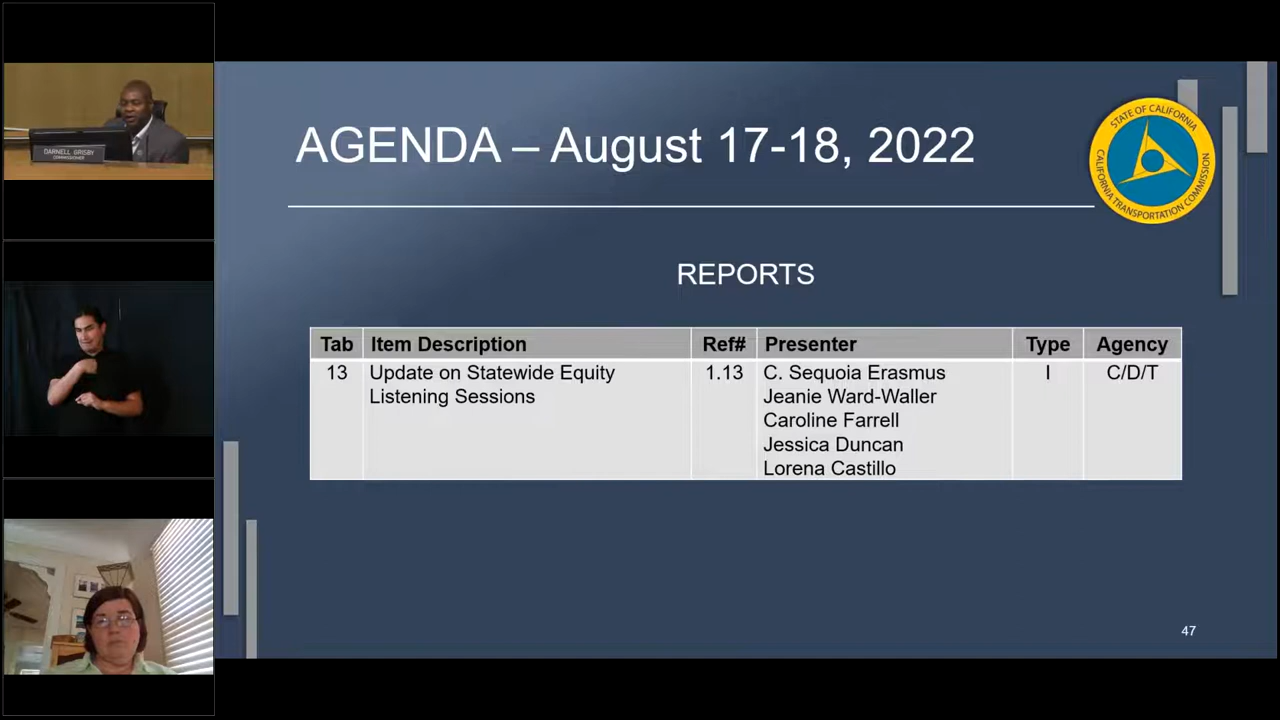 DARNELL GRISBY
COMMISSIONER
AGENDA – August 17-18, 2022
STATE OF CALIFORNIA
CALIFORNIA TRANSPORTATION COMMISSION
REPORTS
Tab Item Description Ref# Presenter Type Agency
13 Update on Statewide Equity 1.13 C. Sequoia Erasmus I C/D/T
Listening Sessions Jeanie Ward-Waller
Caroline Farrell
Jessica Duncan
Lorena Castillo
47